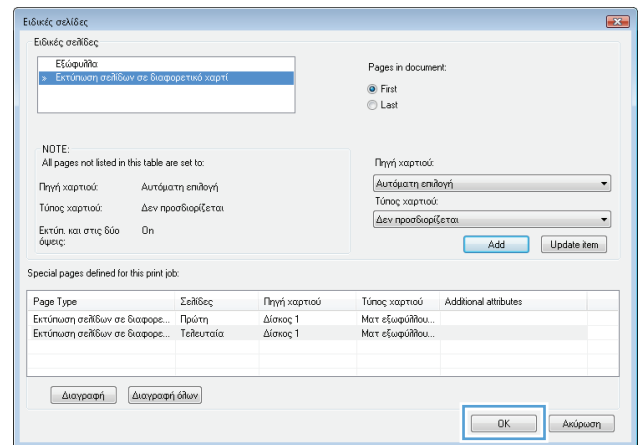 Ειδικές σελίδες
Ειδικές σελίδες
Εξώφυλλα
» Εκτύπωση σελίδων σε διαφορετικό χαρτί
Pages in document:
First
Last
NOTE:
All pages not listed in this table are set to:
Πηγή χαρτιού: Αυτόματη επιλογή
Τύπος χαρτιού: Δεν προσδιορίζεται
Εκτύπ. και στις δύο όψεις: On
Πηγή χαρτιού:
Αυτόματη επιλογή
Τύπος χαρτιού:
Δεν προσδιορίζεται
Add Update item
Special pages defined for this print job:
Page Type Σελίδες Πηγή χαρτιού Τύπος χαρτιού Additional attributes
Εκτύπωση σελίδων σε διαφορε... Πρώτη Δίσκος 1 Ματ εξωφύλλου...
Εκτύπωση σελίδων σε διαφορε... Τελευταία Δίσκος 1 Ματ εξωφύλλου...
Διαγραφή Διαγραφή όλων
OK Ακύρωση